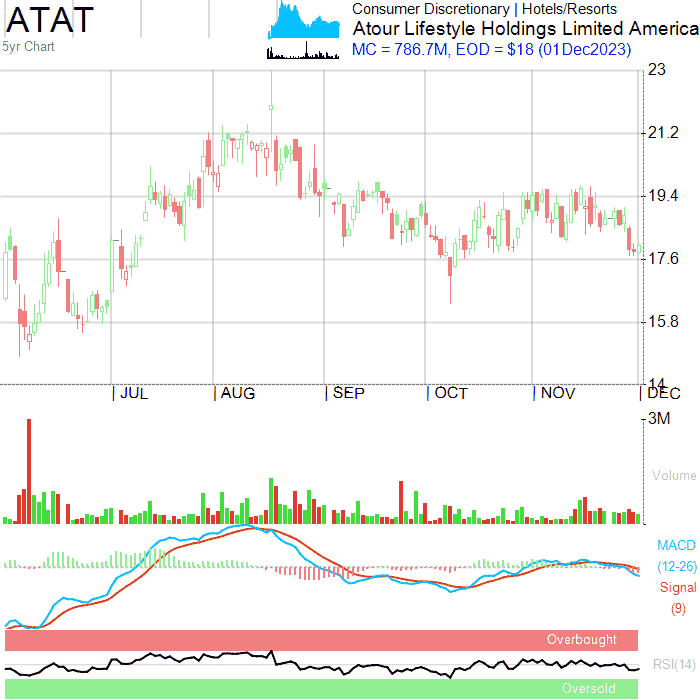 ATAT
5yr Chart
Consumer Discretionary | Hotels/Resorts
Atour Lifestyle Holdings Limited America
MC = 786.7M, EOD = $18 (01Dec2023)
23
21.2
19.4
17.6
15.8
14
JUL AUG SEP OCT NOV DEC
3M
Volume
MACD
(12-26)
Signal
(9)
Overbought
RSI(14)
Oversold